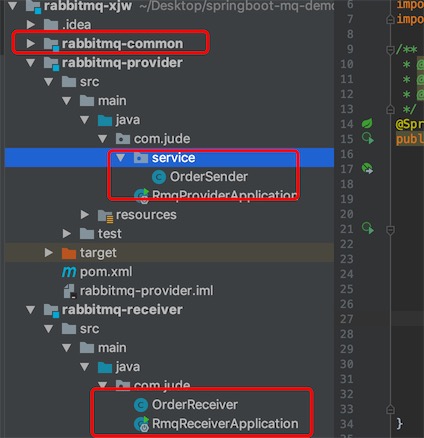 rabbitmq-xjw ~/Desktop/springboot-mq-demo
.idea
rabbitmq-common
rabbitmq-provider
src
main
java
com.jude
service
OrderSender
RmqProviderApplication
resources
test
target
pom.xml
rabbitmq-provider.iml
rabbitmq-receiver
src
main
java
com.jude
OrderReceiver
RmqReceiverApplication
6 impo
7 impo
8
9
10 /**
11 * @
12 * @
13 * @
14 */
14 @Spr
15 publ
16
17
18
19
20
21
22
23
24
25
26
27
30
31
32
33
34 }